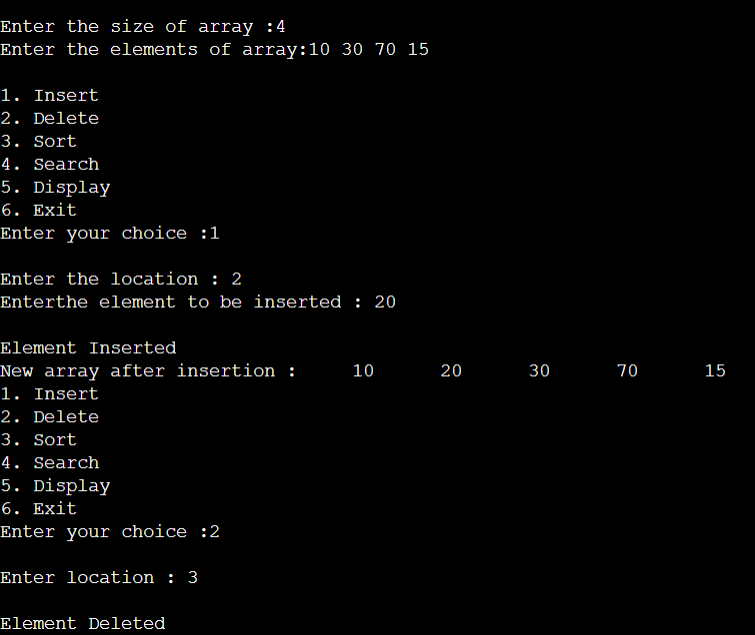 Enter the size of array :4
Enter the elements of array:10 30 70 15
1. Insert
2. Delete
3. Sort
4. Search
5. Display
6. Exit
Enter your choice :1
Enter the location : 2
Enterthe element to be inserted : 20
Element Inserted
New array after insertion :     10      20      30      70      15
1. Insert
2. Delete
3. Sort
4. Search
5. Display
6. Exit
Enter your choice :2
Enter location : 3
Element Deleted